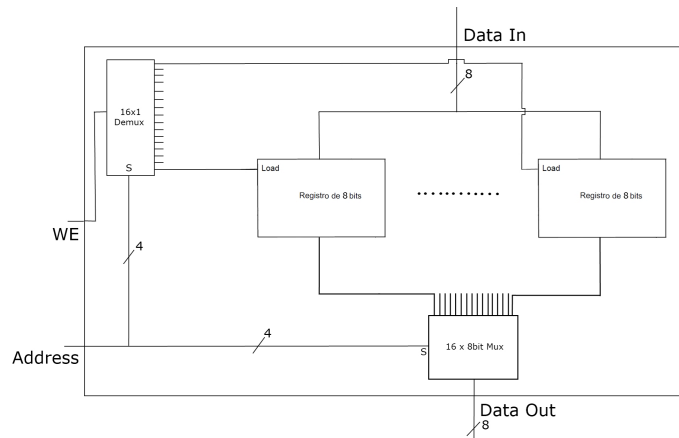 Data In
8
16x1
Demux
S
Load
Registro de 8 bits
Load
Registro de 8 bits
WE
4
4
Address
S
16 x 8bit Mux
Data Out
8